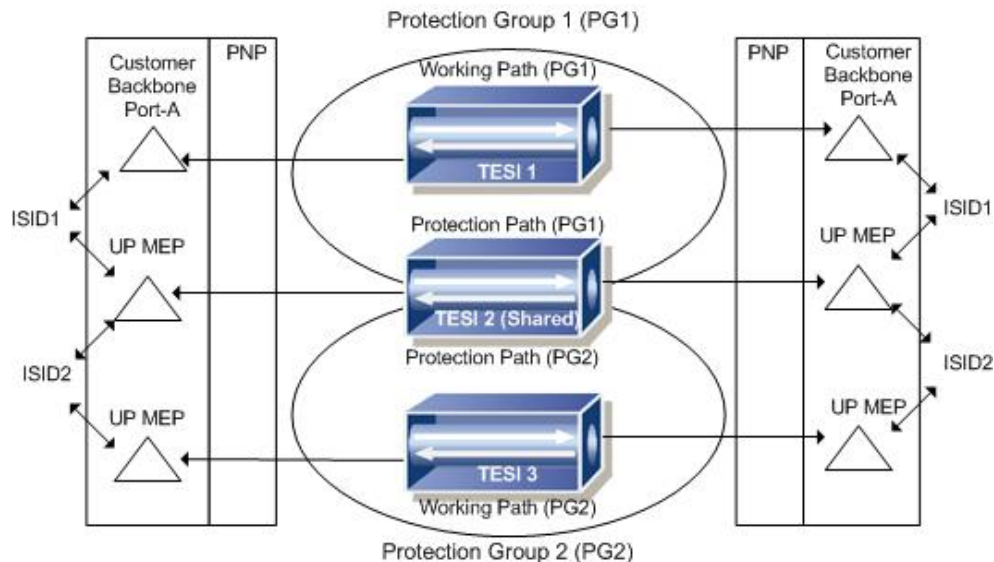 Protection Group 1 (PG1)
Customer
Backbone
Port-A
PNP
Working Path (PG1)
PNP
Customer
Backbone
Port-A
TESI 1
ISID1
ISID1
Protection Path (PG1)
UP MEP
UP MEP
TESI 2 (Shared)
Protection Path (PG2)
ISID2
ISID2
UP MEP
UP MEP
TESI 3
Working Path (PG2)
Protection Group 2 (PG2)